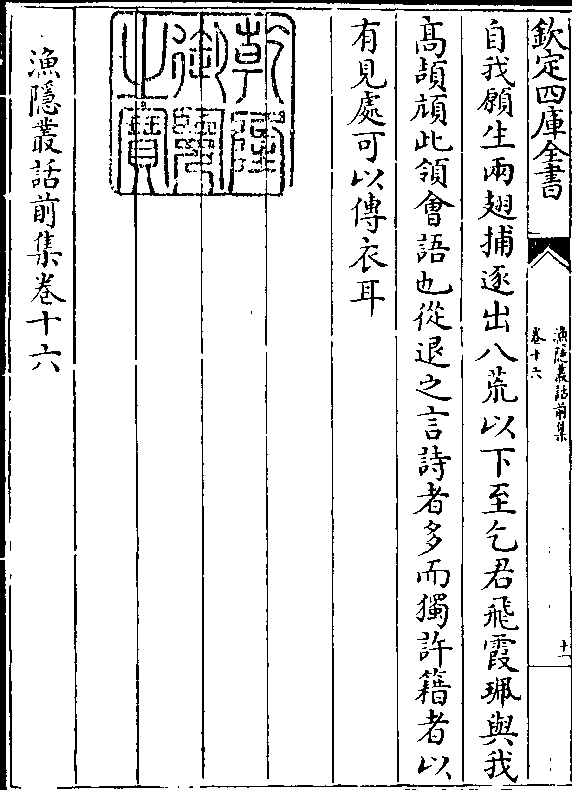 欽定四庫全書
漁隱叢話前集
卷十六
十一
自我願生兩翅捕逐出八荒以下至乞君飛霞珮與我
高頡頏此領會語也從退之言詩者多而獨許籍者以
有見處可以傳衣耳
乾隆御覽之寶
漁隱叢話前集卷十六